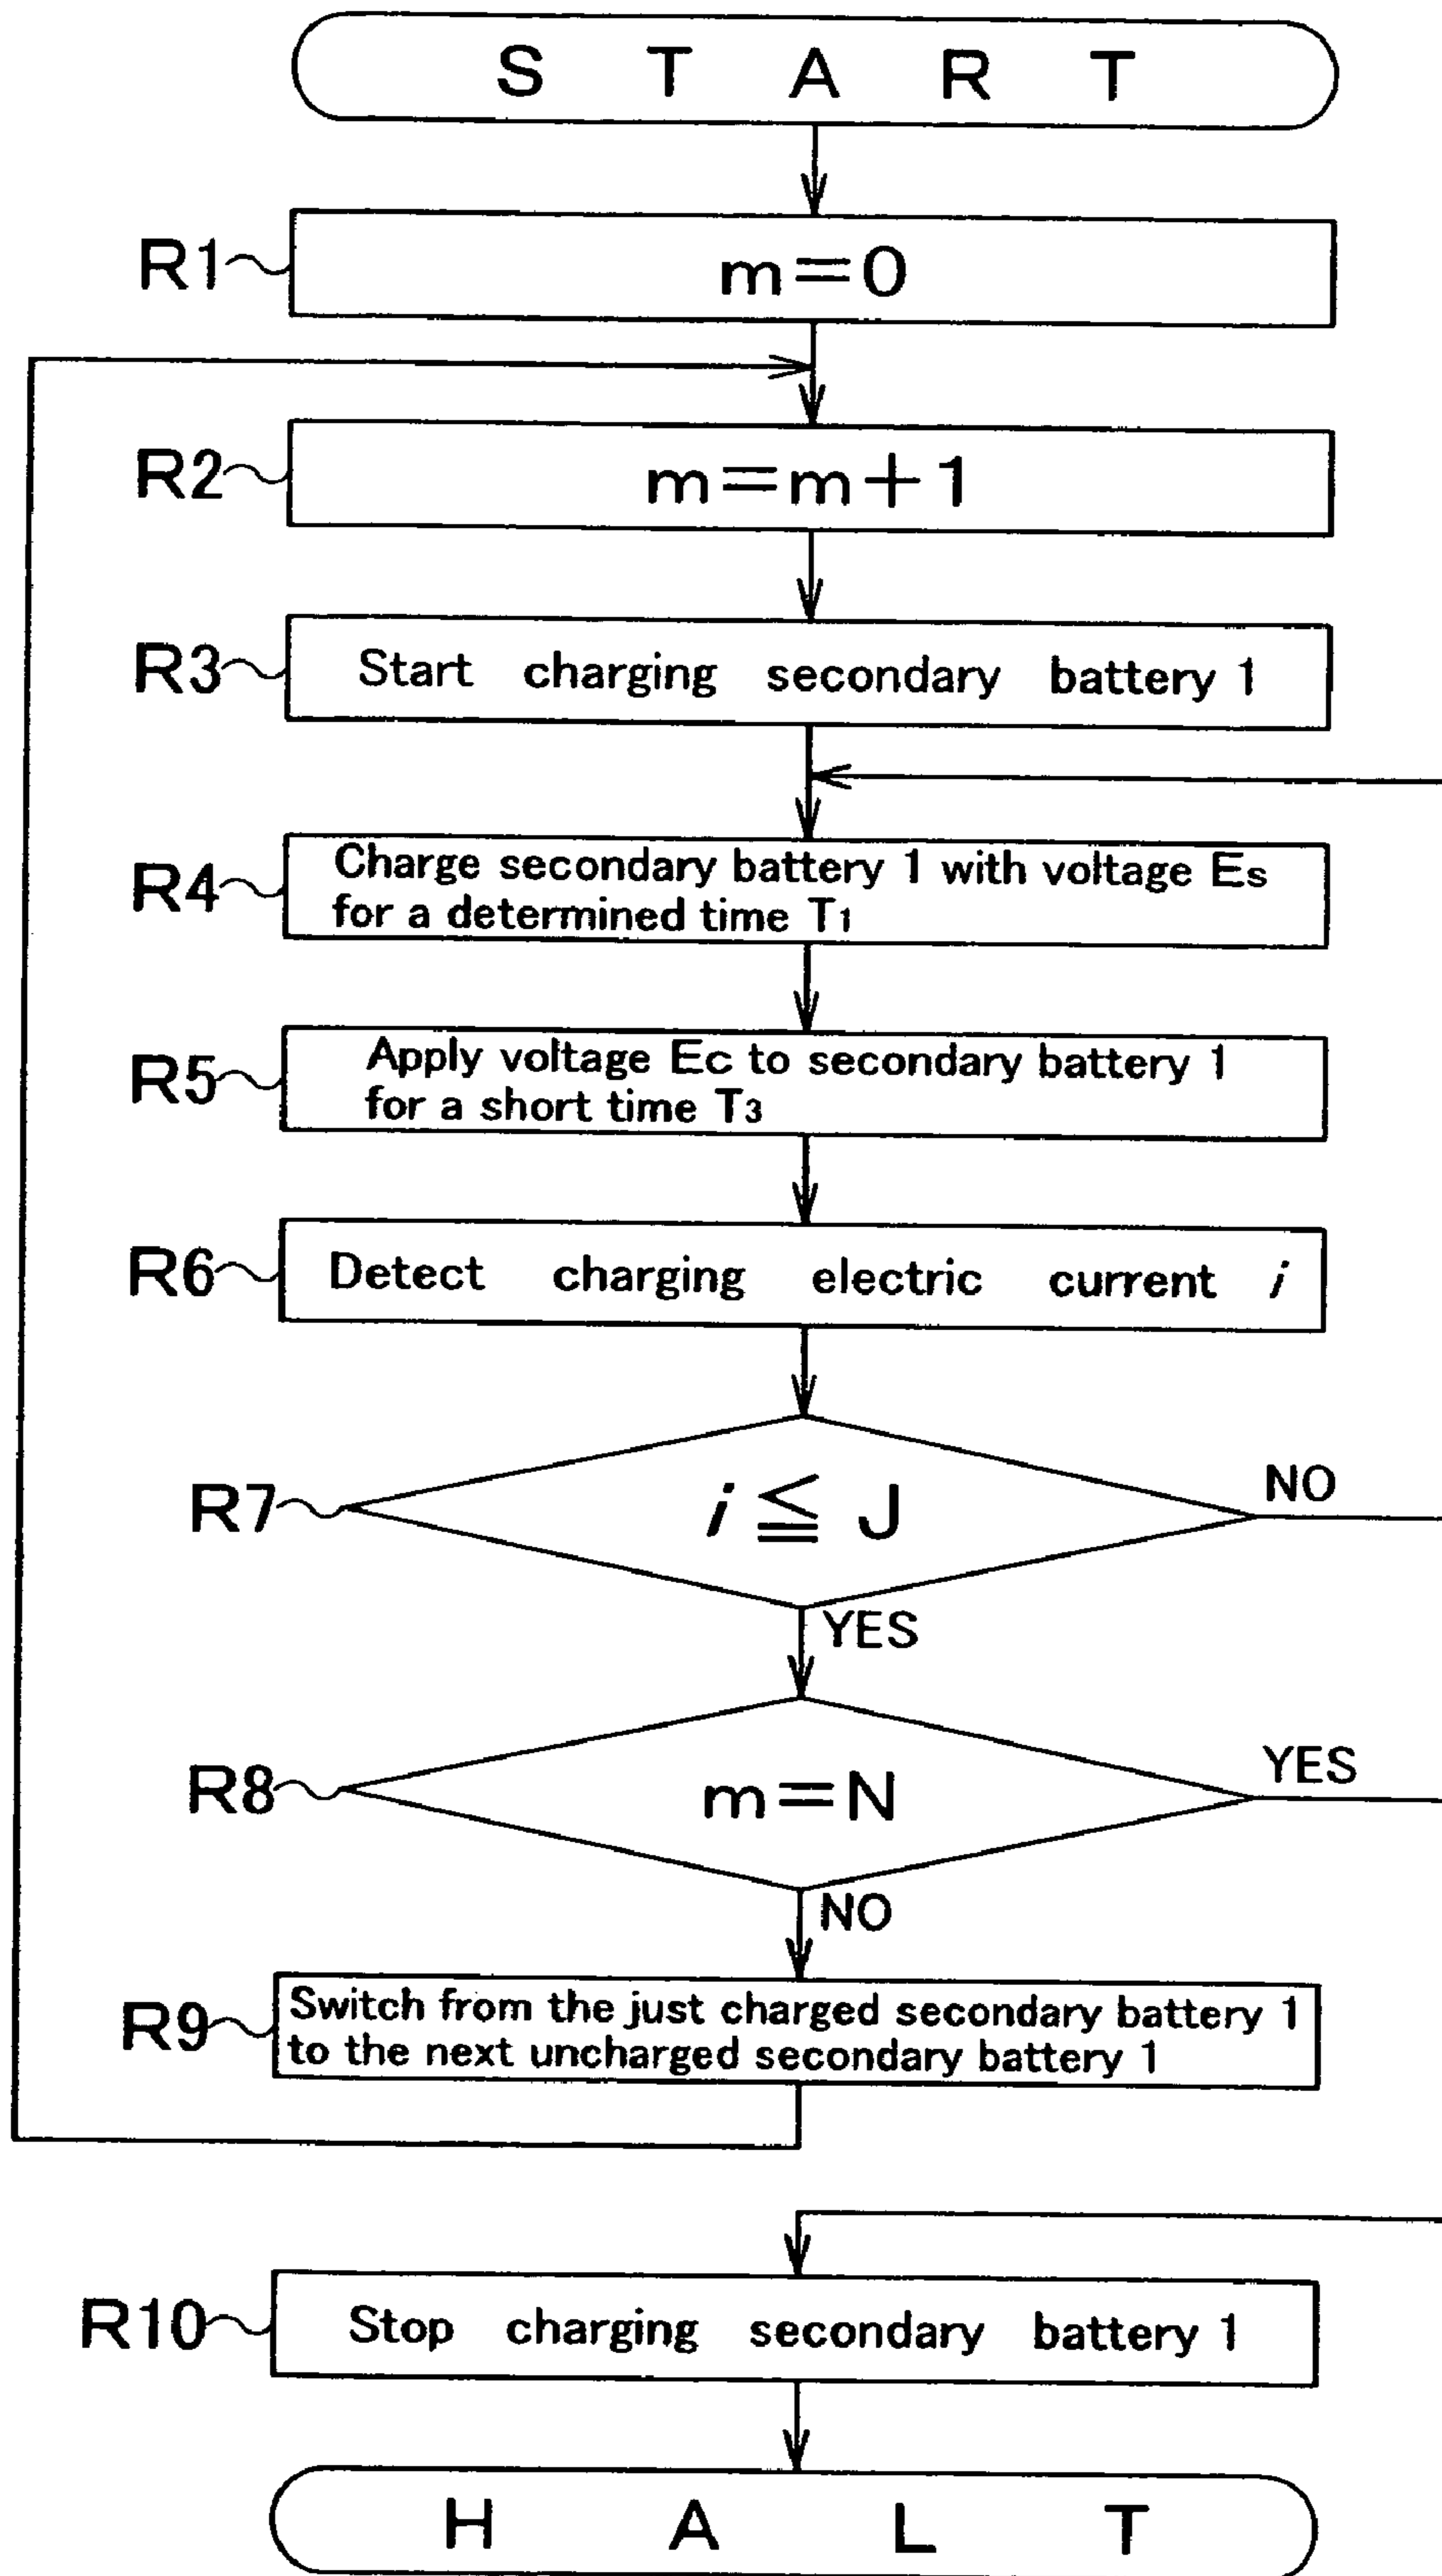 START
R1
m=0
R2
m=m+1
R3
Start charging secondary battery 1
R4
Charge secondary battery 1 with voltage Es
for a determined time T1
R5
Apply voltage Ec to secondary battery 1
for a short time T3
R6
Detect charging electric current i
R7
i ≦ J
NO
YES
R8
m=N
YES
NO
R9
Switch from the just charged secondary battery 1
to the next uncharged secondary battery 1
R10
Stop charging secondary battery 1
HALT